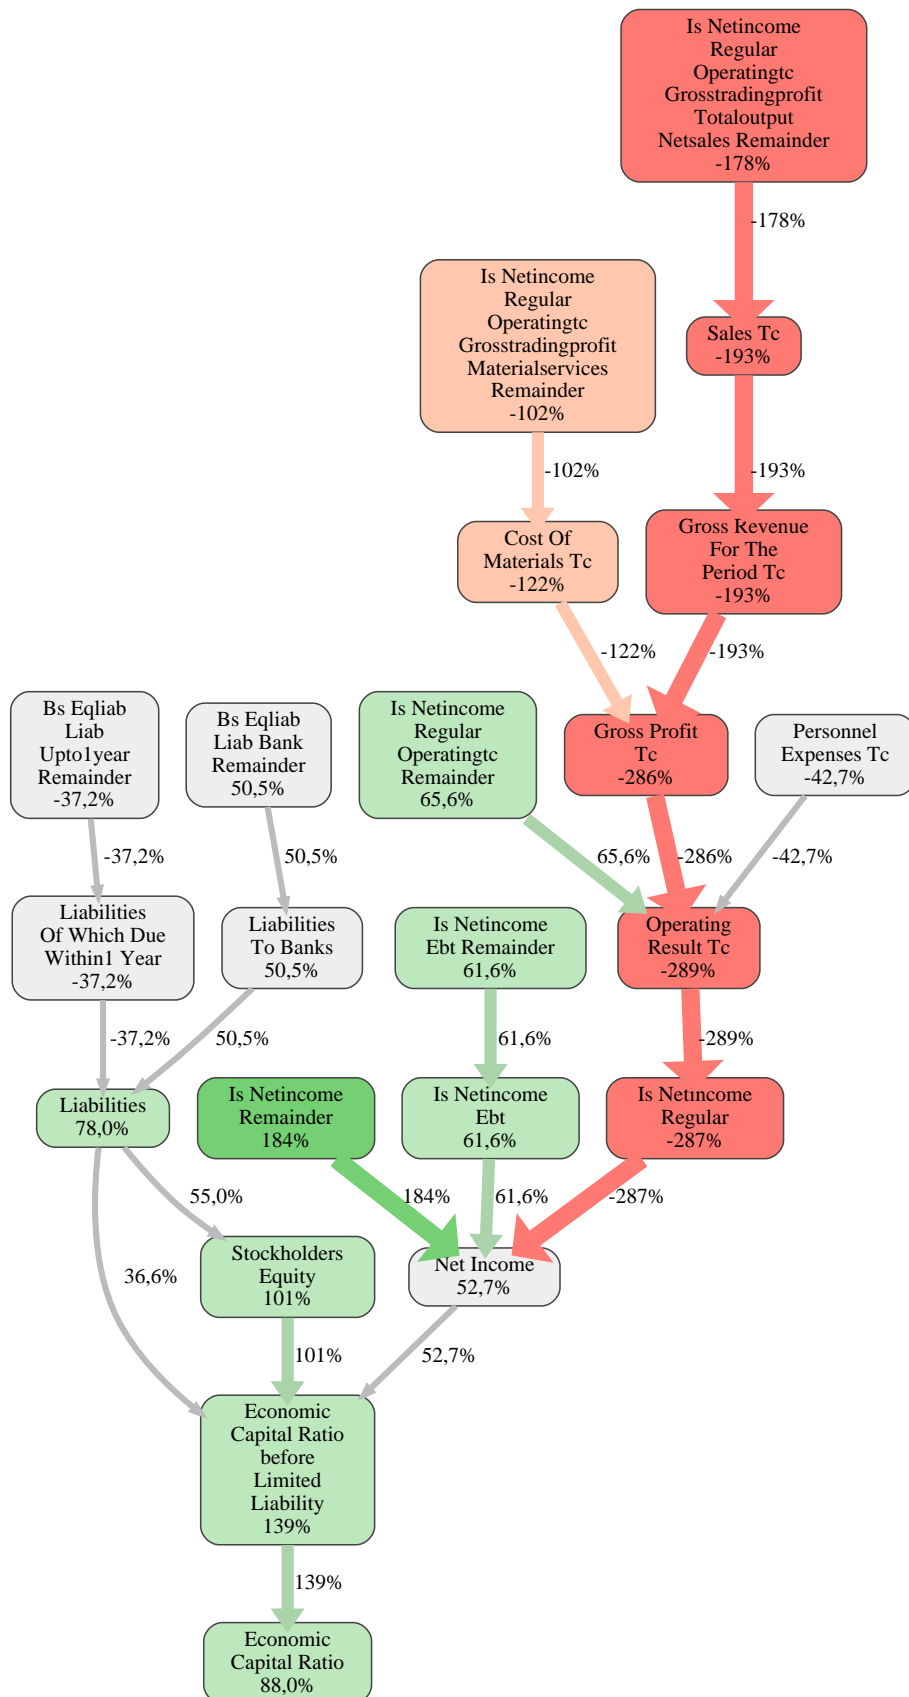 Is Netincome
Regular
Operatingtc
Grosstradingprofit
Totaloutput
Netsales Remainder
-178%
-178%
Is Netincome
Regular
Operatingtc
Grosstradingprofit
Materialservices
Remainder
-102%
Sales Tc
-193%
-102%
-193%
Cost Of
Materials Tc
-122%
Gross Revenue
For The
Period Tc
-193%
-122%
-193%
Bs Eqliab
Liab
Upto1year
Remainder
-37,2%
Bs Eqliab
Liab Bank
Remainder
50,5%
Is Netincome
Regular
Operatingtc
Remainder
65,6%
Gross Profit
Tc
-286%
Personnel
Expenses Tc
-42,7%
-37,2%
50,5%
65,6%
-286%
-42,7%
Liabilities
Of Which Due
Within1 Year
-37,2%
Liabilities
To Banks
50,5%
Is Netincome
Ebt Remainder
61,6%
Operating
Result Tc
-289%
-37,2%
50,5%
61,6%
-289%
Liabilities
78,0%
Is Netincome
Remainder
184%
Is Netincome
Ebt
61,6%
Is Netincome
Regular
-287%
55,0%
184%
61,6%
-287%
36,6%
Stockholders
Equity
101%
Net Income
52,7%
101%
52,7%
Economic
Capital Ratio
before
Limited
Liability
139%
139%
Economic
Capital Ratio
88,0%